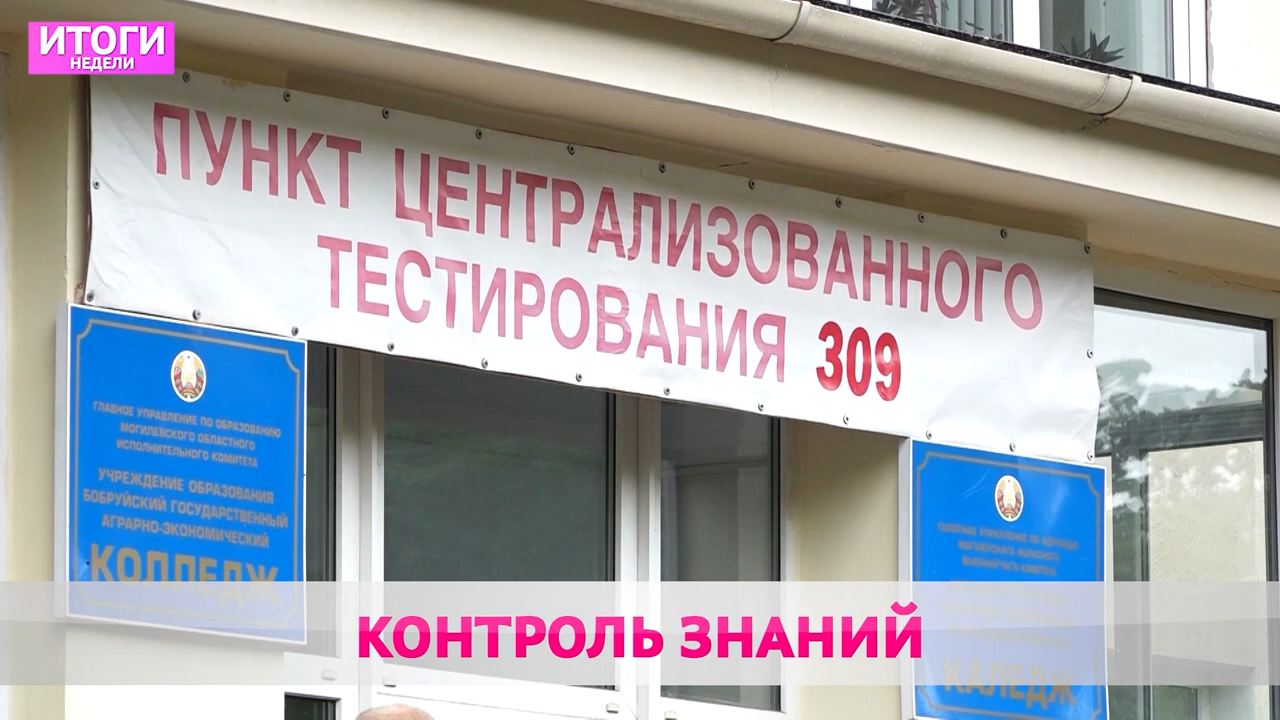 ИТОГИ
НЕДЕЛИ
ПУНКТ ЦЕНТРАЛИЗОВАННОГО
ТЕСТИРОВАНИЯ 309
ГЛАВНОЕ УПРАВЛЕНИЕ ПО ОБРАЗОВАНИЮ
МОГИЛЕВСКОГО ОБЛАСТНОГО
ИСПОЛНИТЕЛЬНОГО КОМИТЕТА
УЧРЕЖДЕНИЕ ОБРАЗОВАНИЯ
БОБРУЙСКИЙ ГОСУДАРСТВЕННЫЙ
АГРАРНО-ЭКОНОМИЧЕСКИЙ
КОЛЛЕДЖ
КАЛЕДЖ
КОНТРОЛЬ ЗНАНИЙ